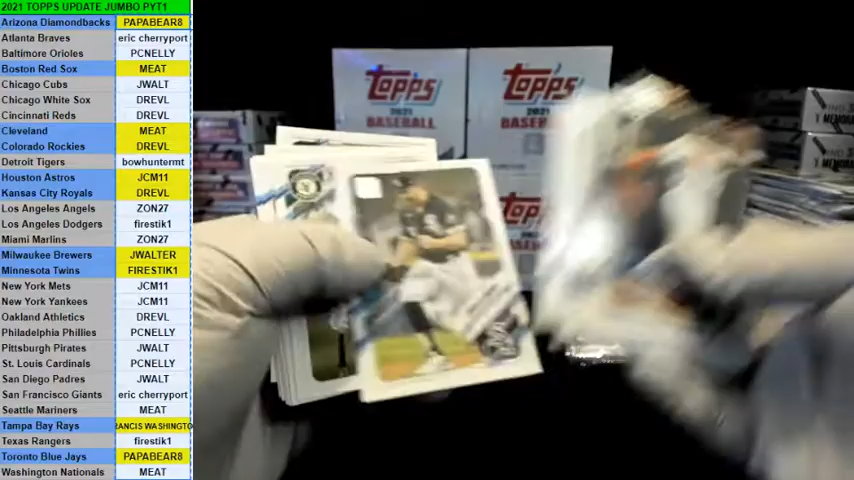 2021 TOPPS UPDATE JUMBO PYT1
Arizona Diamondbacks PAPABEAR8
Atlanta Braves eric cherryport
Baltimore Orioles PCNELLY
Boston Red Sox MEAT
Chicago Cubs JWALT
Chicago White Sox DREVL
Cincinnati Reds DREVL
Cleveland MEAT
Colorado Rockies DREVL
Detroit Tigers bowhunternt
Houston Astros JCM11
Kansas City Royals DREVL
Los Angeles Angels ZON27
Los Angeles Dodgers firestik1
Miami Marlins ZON27
Milwaukee Brewers JWALTER
Minnesota Twins FIRESTIK1
New York Mets JCM11
New York Yankees JCM11
Oakland Athletics DREVL
Philadelphia Phillies PCNELLY
Pittsburgh Pirates JWALT
St. Louis Cardinals PCNELLY
San Diego Padres JWALT
San Francisco Giants eric cherryport
Seattle Mariners MEAT
Tampa Bay Rays RANCIS WASHINGTO
Texas Rangers firestik1
Toronto Blue Jays PAPABEAR8
Washington Nationals MEAT
Topps
2021
BASEBALL
Topps
2021
BASEB
Topps